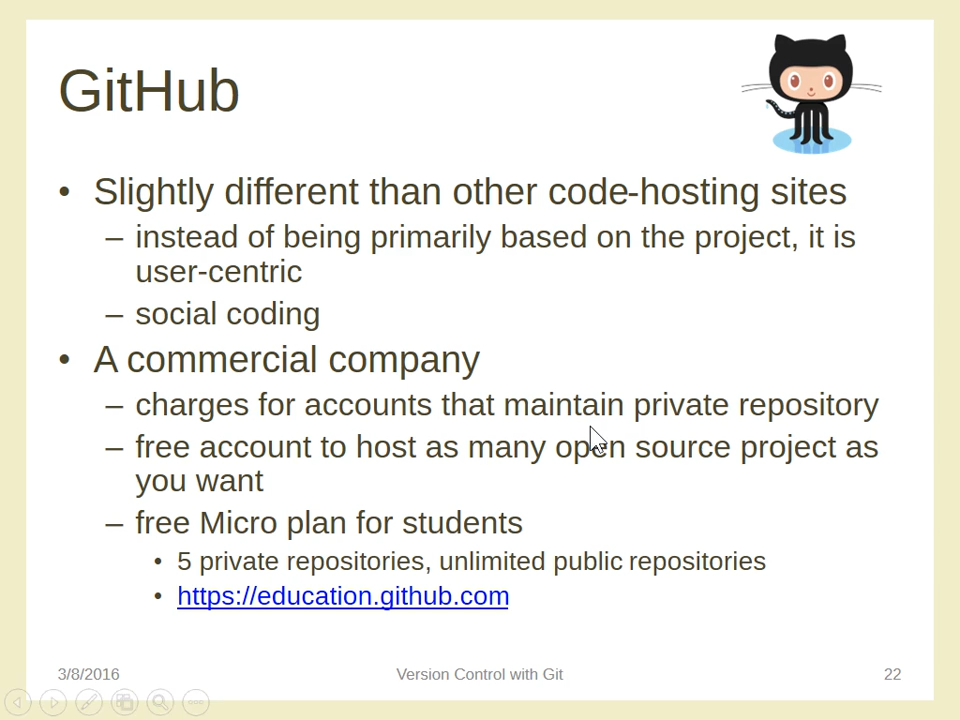 GitHub
• Slightly different than other code-hosting sites
– instead of being primarily based on the project, it is
user-centric
– social coding
• A commercial company
– charges for accounts that maintain private repository
– free account to host as many open source project as
you want
– free Micro plan for students
• 5 private repositories, unlimited public repositories
• https://education.github.com
3/8/2016 Version Control with Git 22